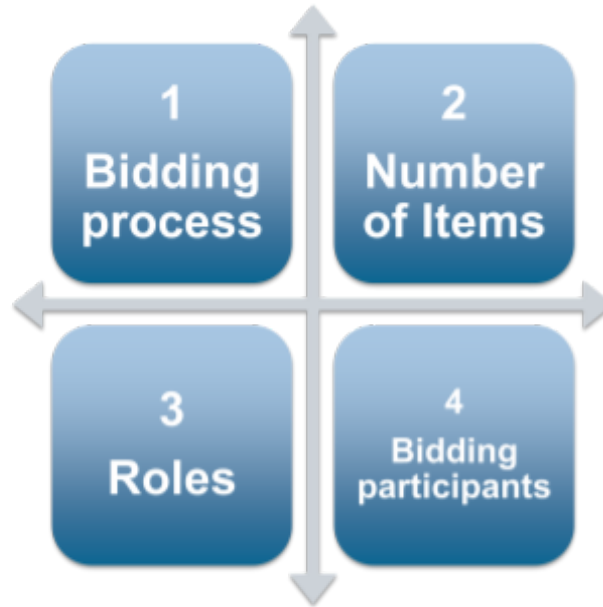 1
Bidding
process
2
Number
of Items
3
Roles
4
Bidding
participants